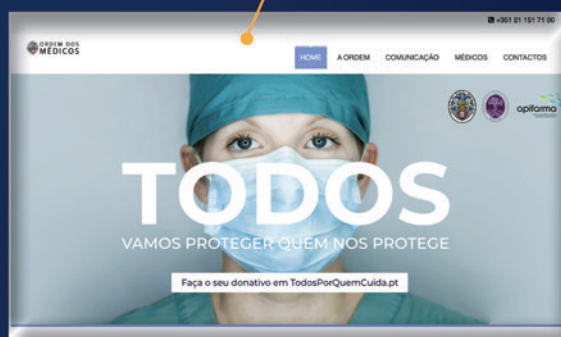 +351 21 151 71 00
ORDEM DOS
MÉDICOS
HOME A ORDEM COMUNICAÇÃO MÉDICOS CONTACTOS
apifarma
TODOS
VAMOS PROTEGER QUEM NOS PROTEGE
Faça o seu donativo em TodosPorQuemCuida.pt